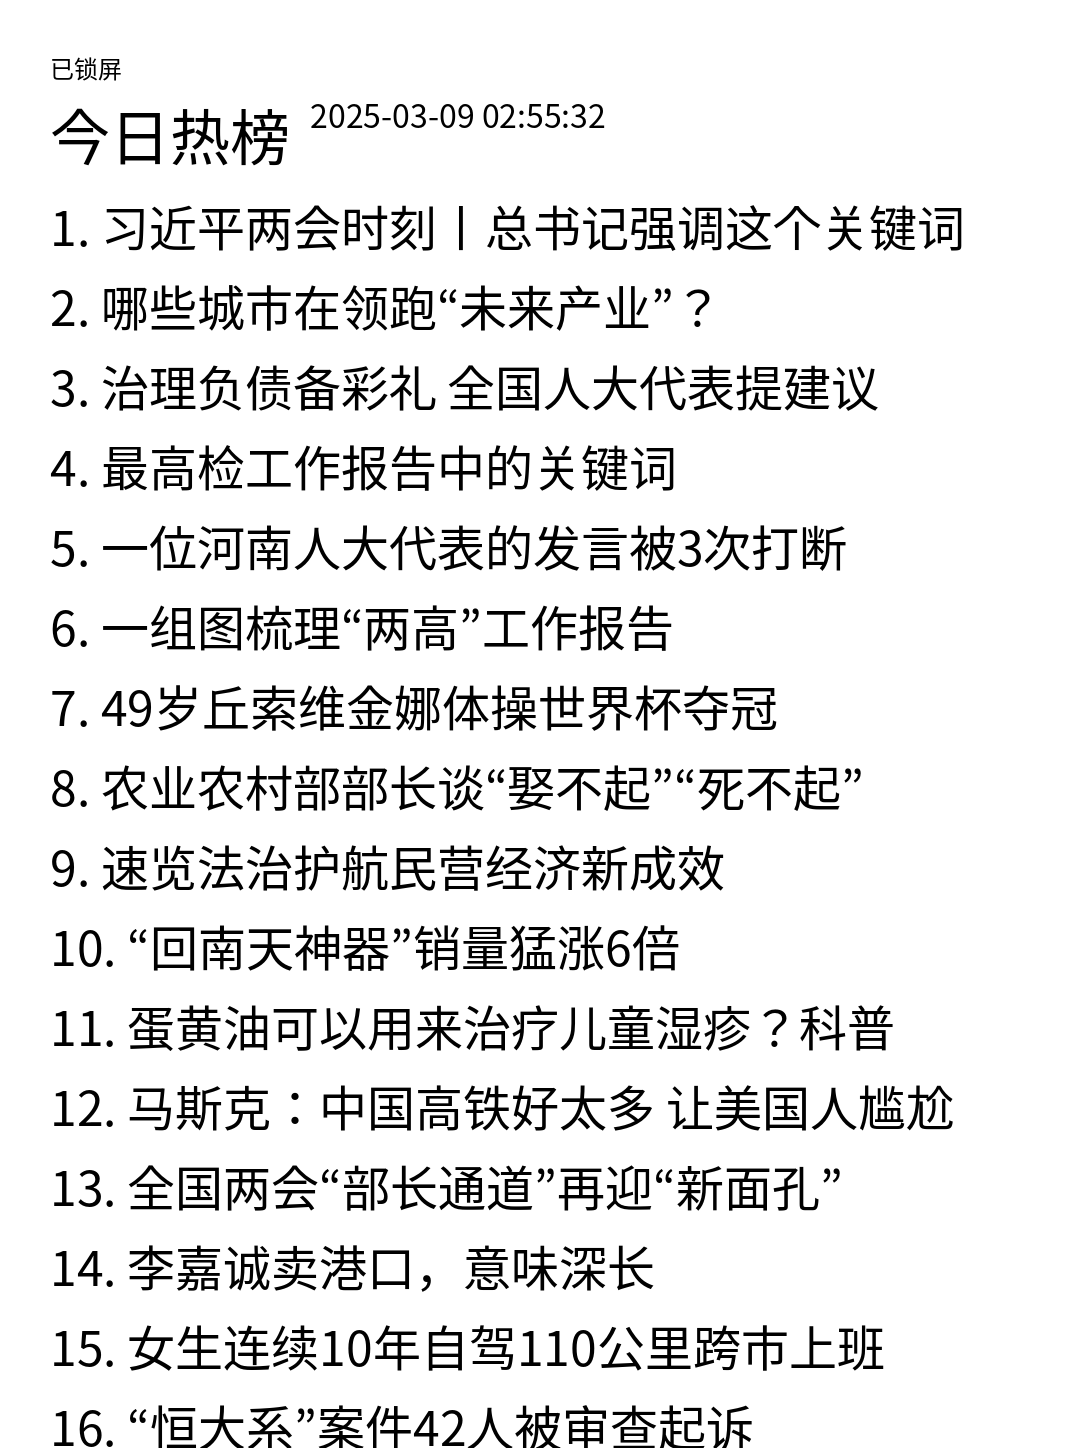 已锁屏
今日热榜 2025-03-09 02:55:32
1. 习近平两会时刻丨总书记强调这个关键词
2. 哪些城市在领跑“未来产业”？
3. 治理负债备彩礼 全国人大代表提建议
4. 最高检工作报告中的关键词
5. 一位河南人大代表的发言被3次打断
6. 一组图梳理“两高”工作报告
7. 49岁丘索维金娜体操世界杯夺冠
8. 农业农村部部长谈“娶不起”“死不起”
9. 速览法治护航民营经济新成效
10. “回南天神器”销量猛涨6倍
11. 蛋黄油可以用来治疗儿童湿疹？科普
12. 马斯克：中国高铁好太多 让美国人尴尬
13. 全国两会“部长通道”再迎“新面孔”
14. 李嘉诚卖港口，意味深长
15. 女生连续10年自驾110公里跨市上班
16. “恒大系”案件42人被审查起诉